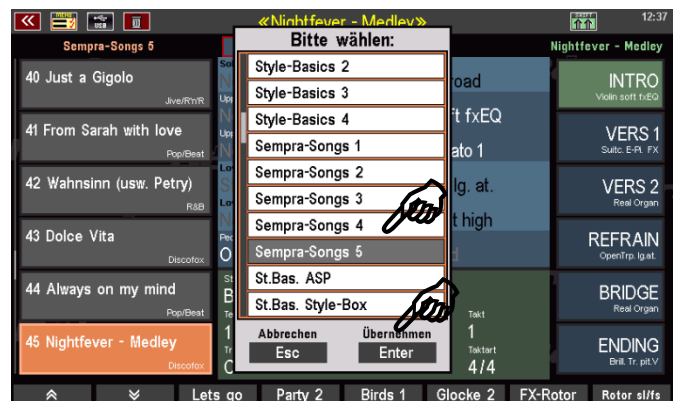 MENU
USB
«Nightfever - Medley»
SHIFT
12:37
Sempra-Songs 5
Nightfever - Medley
40 Just a Gigolo
Jive/R'n'R
41 From Sarah with love
Pop/Beat
42 Wahnsinn (usw. Petry)
R&B
43 Dolce Vita
Discofox
44 Always on my mind
Pop/Beat
45 Nightfever - Medley
Discofox
Bitte wählen:
Style-Basics 2
Style-Basics 3
Style-Basics 4
Sempra-Songs 1
Sempra-Songs 2
Sempra-Songs 3
Sempra-Songs 4
Sempra-Songs 5
St.Bas. ASP
St.Bas. Style-Box
Abbrechen
Übernehmen
Esc
Enter
road
ft fxEQ
ato 1
lg. at.
t high
Takt
1
Taktart
4/4
INTRO
Violin soft fxEQ
VERS 1
Suitc. E-Pi. FX
VERS 2
Real Organ
REFRAIN
OpenTrp. lg.at.
BRIDGE
Real Organ
ENDING
Brill. Tr. pit.V
Lets go
Party 2
Birds 1
Glocke 2
FX-Rotor
Rotor sl/fs